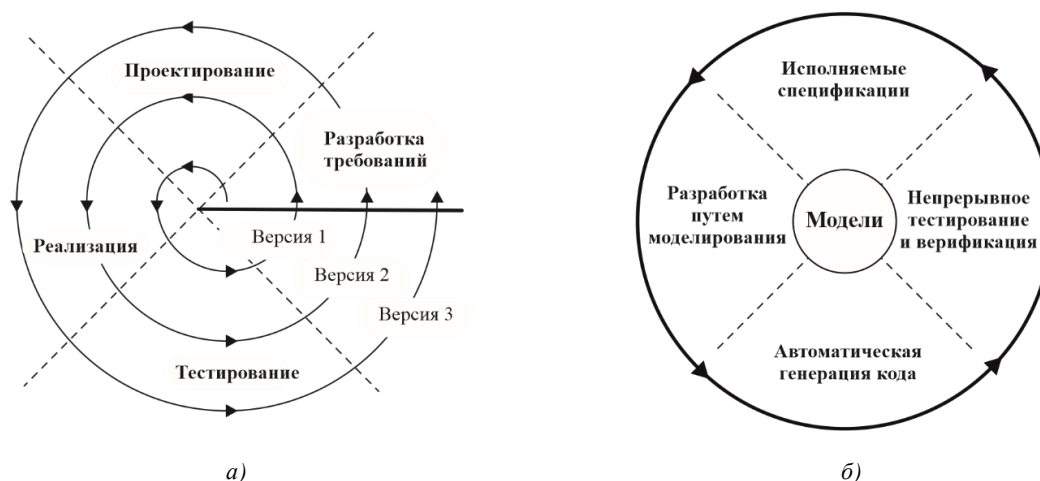 Проектирование
Разработка
требований
Реализация
Версия 1
Версия 2
Версия 3
Тестирование
а)
Исполняемые
спецификации
Разработка
путем
моделирования
Модели
Непрерывное
тестирование
и верификация
Автоматическая
генерация кода
б)